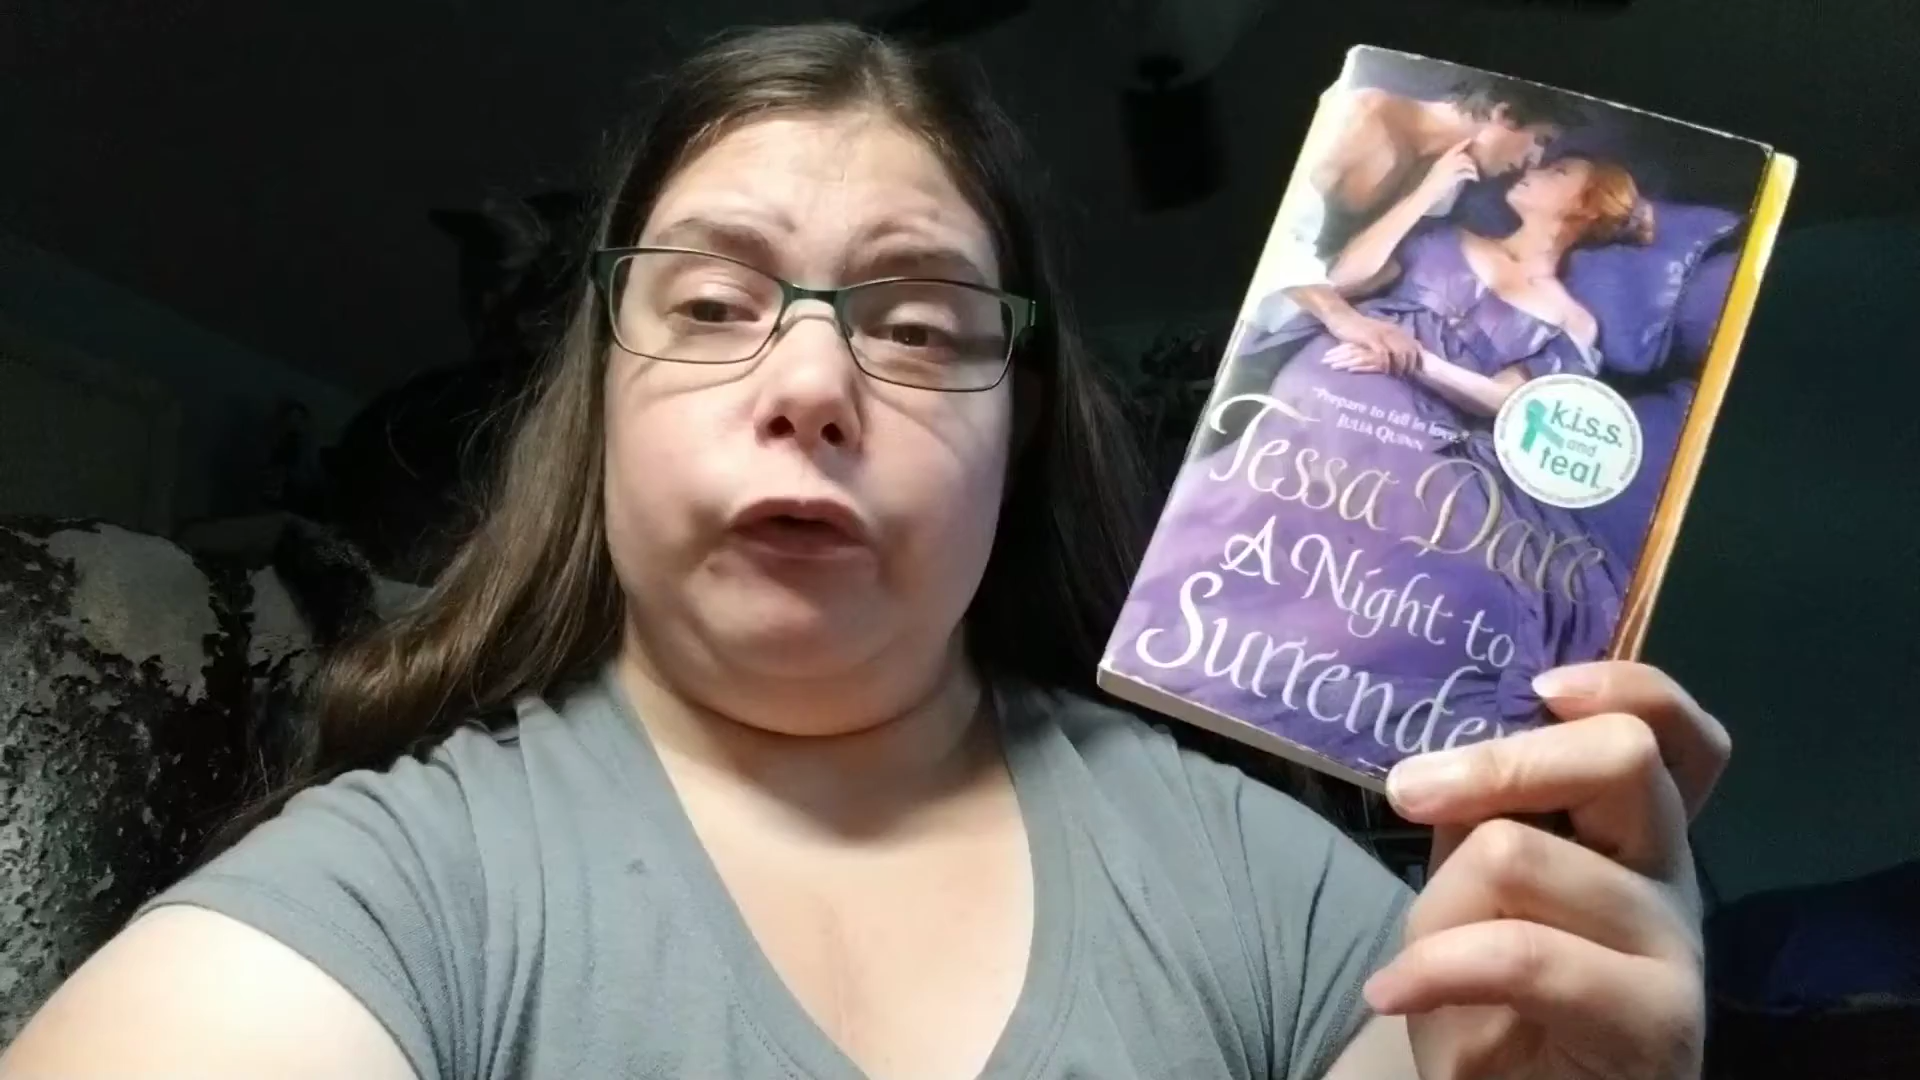 "Prepare to fall in love."
JULIA QUINN
k.i.s.s.
and
teal
Tessa Dare
A Night to
Surrender